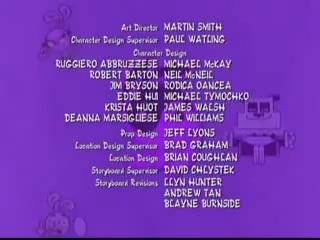 Art Director MARTIN SMITH
Character Design Supervisor PAUL WATLING
Character Design
RUGGIERO ABBRUZZESE MICHAEL McKAY
ROBERT BARTON NEIL McNEIL
JIM BRYSON RODICA OANCEA
EDDIE HUI MICHAEL TYMOCHKO
KRISTA HUOT JAMES WALSH
DEANNA MARSIGLIESE PHIL WILLIAMS
Prop Design JEFF LYONS
Location Design Supervisor BRAD GRAHAM
Location Design BRIAN COUGHLAN
Storyboard Supervisor DAVID CHLYSTEK
Storyboard Revisions LLYN HUNTER
ANDREW TAN
BLAYNE BURNSIDE